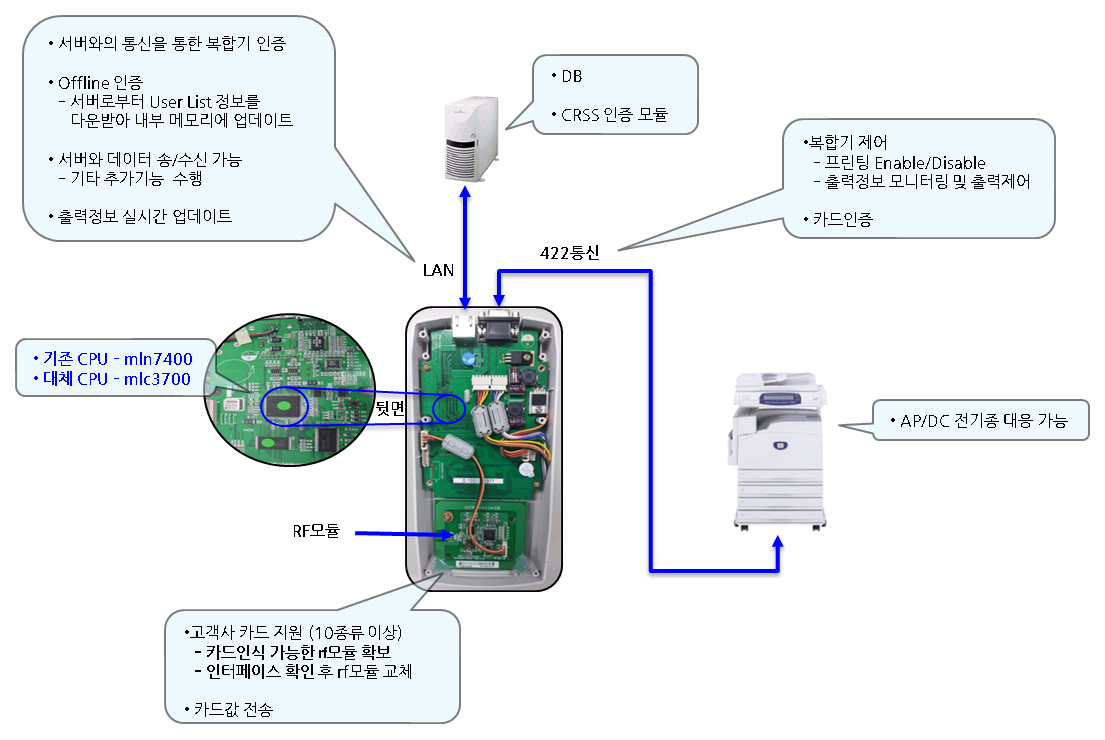 • 서버와의 통신을 통한 복합기 인증
• Offline 인증
– 서버로부터 User List 정보를
다운받아 내부 메모리에 업데이트
• 서버와 데이터 송/수신 가능
– 기타 추가기능 수행
• 출력정보 실시간 업데이트
• DB
• CRSS 인증 모듈
•복합기 제어
– 프린팅 Enable/Disable
– 출력정보 모니터링 및 출력제어
• 카드인증
422통신
LAN
• 기존 CPU – mln7400
• 대체 CPU – mlc3700
뒷면
• AP/DC 전기종 대응 가능
RF모듈
•고객사 카드 지원 (10종류 이상)
– 카드인식 가능한 rf모듈 확보
– 인터페이스 확인 후 rf모듈 교체
• 카드값 전송